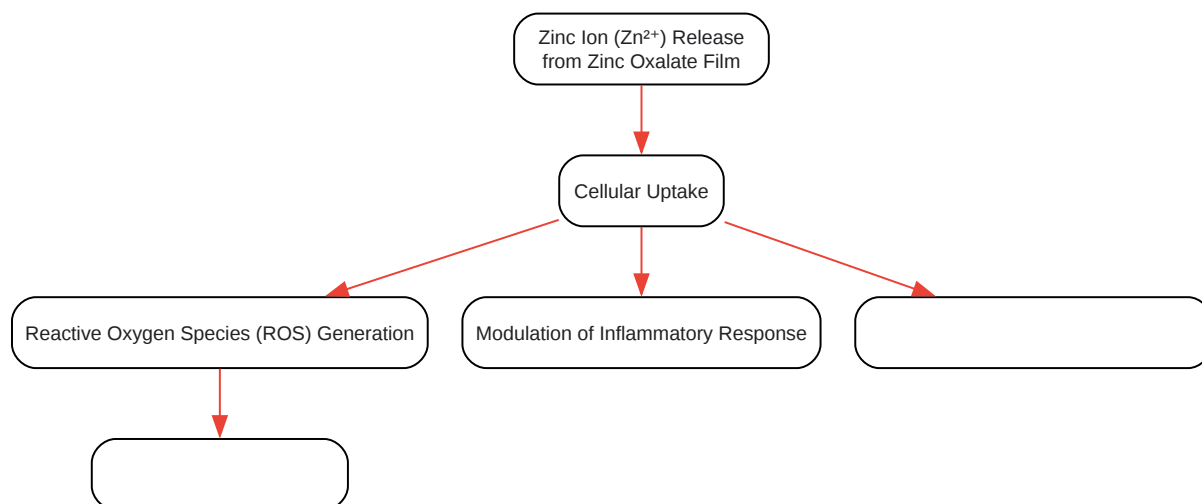 Zinc Ion (Zn²⁺) Release
from Zinc Oxalate Film
Cellular Uptake
Reactive Oxygen Species (ROS) Generation
Modulation of Inflammatory Response